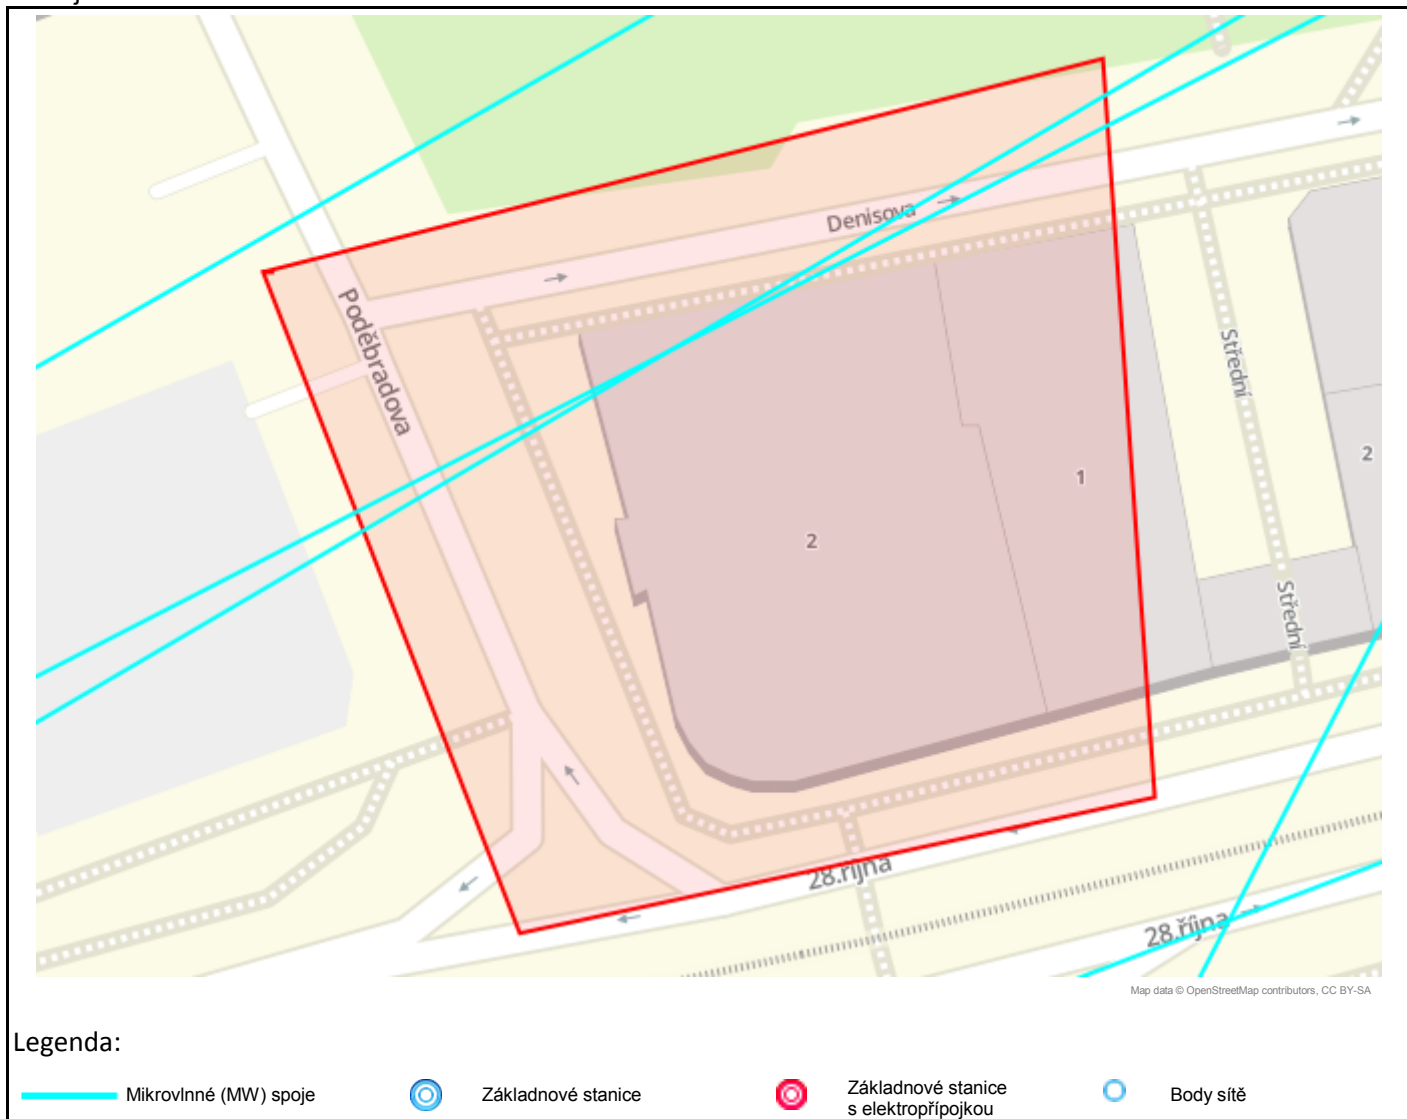 Denisova
Poděbradova
Střední
2
1
2
Střední
28.října
28.října
Map data © OpenStreetMap contributors, CC BY-SA
Legenda:
Mikrovlnné (MW) spoje
Základnové stanice
Základnové stanice
s elektropřípojkou
Body sítě